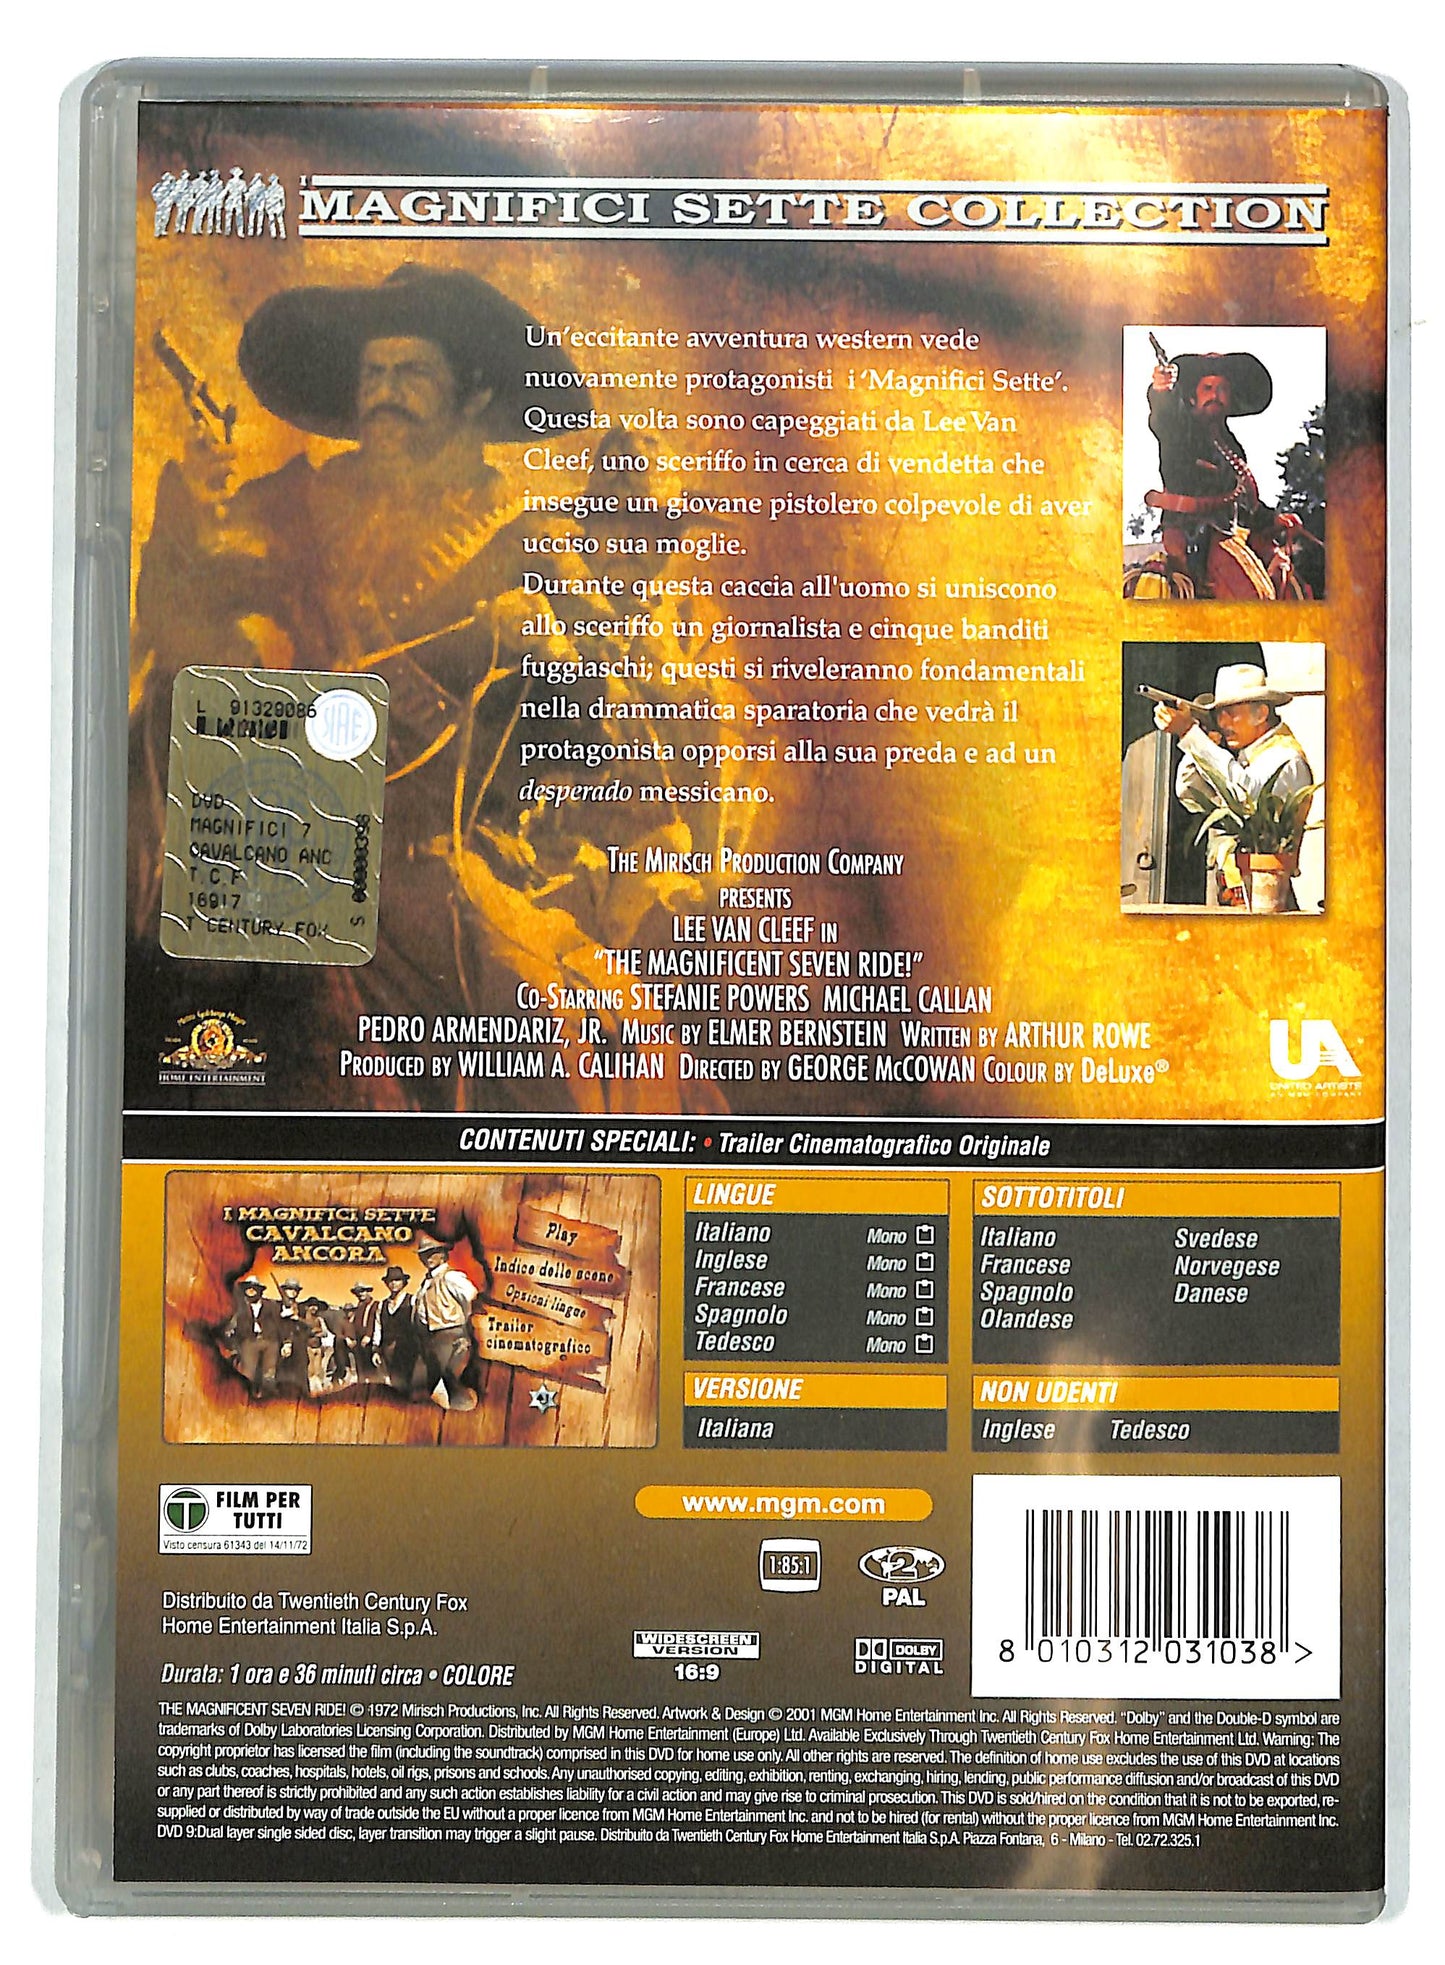 I
MAGNIFICI SETTE COLLECTION
Un'eccitante avventura western vede
nuovamente protagonisti i 'Magnifici Sette'.
Questa volta sono capeggiati da Lee Van
Cleef, uno sceriffo in cerca di vendetta che
insegue un giovane pistolero colpevole di aver
ucciso sua moglie.
Durante questa caccia all'uomo si uniscono
allo sceriffo un giornalista e cinque banditi
fuggiaschi; questi si riveleranno fondamentali
nella drammatica sparatoria che vedrà il
protagonista opporsi alla sua preda e ad un
desperado messicano.
L 91329086
SIAE
DVD
MAGNIFICI 7
CAVALCANO ANC
T.C.F
16917
T CENTURY FOX
THE MIRISCH PRODUCTION COMPANY
PRESENTS
LEE VAN CLEEF IN
"THE MAGNIFICENT SEVEN RIDE!"
CO-STARRING STEFANIE POWERS MICHAEL CALLAN
PEDRO ARMENDARIZ, JR. MUSIC BY ELMER BERNSTEIN WRITTEN BY ARTHUR ROWE
PRODUCED BY WILLIAM A. CALIHAN DIRECTED BY GEORGE McCOWAN COLOUR BY DeLuxe®
HOME ENTERTAINMENT
UA
UNITED ARTISTS
AN MGM COMPANY
CONTENUTI SPECIALI: • Trailer Cinematografico Originale
I MAGNIFICI SETTE
CAVALCANO
ANCORA
Play
Indice delle scene
Opzioni lingue
Trailer
cinematografico
LINGUE
Italiano Mono
Inglese Mono
Francese Mono
Spagnolo Mono
Tedesco Mono
VERSIONE
Italiana
SOTTOTITOLI
Italiano Svedese
Francese Norvegese
Spagnolo Danese
Olandese
NON UDENTI
Inglese Tedesco
T FILM PER
TUTTI
Visto censura 61343 del 14/11/72
www.mgm.com
1:85:1
2
PAL
Distribuito da Twentieth Century Fox
Home Entertainment Italia S.p.A.
WIDESCREEN
VERSION
16:9
DOLBY
DIGITAL
8 010312 031038 >
Durata: 1 ora e 36 minuti circa • COLORE
THE MAGNIFICENT SEVEN RIDE! © 1972 Mirisch Productions, Inc. All Rights Reserved. Artwork & Design © 2001 MGM Home Entertainment Inc. All Rights Reserved. "Dolby" and the Double-D symbol are
trademarks of Dolby Laboratories Licensing Corporation. Distributed by MGM Home Entertainment (Europe) Ltd. Available Exclusively Through Twentieth Century Fox Home Entertainment Ltd. Warning: The
copyright proprietor has licensed the film (including the soundtrack) comprised in this DVD for home use only. All other rights are reserved. The definition of home use excludes the use of this DVD at locations
such as clubs, coaches, hospitals, hotels, oil rigs, prisons and schools. Any unauthorised copying, editing, exhibition, renting, exchanging, hiring, lending, public performance diffusion and/or broadcast of this DVD
or any part thereof is strictly prohibited and any such action establishes liability for a civil action and may give rise to criminal prosecution. This DVD is sold/hired on the condition that it is not to be exported, re-
supplied or distributed by way of trade outside the EU without a proper licence from MGM Home Entertainment Inc. and not to be hired (for rental) without the proper licence from MGM Home Entertainment Inc.
DVD 9:Dual layer single sided disc, layer transition may trigger a slight pause. Distribuito da Twentieth Century Fox Home Entertainment Italia S.p.A. Piazza Fontana, 6 - Milano - Tel. 02.72.325.1